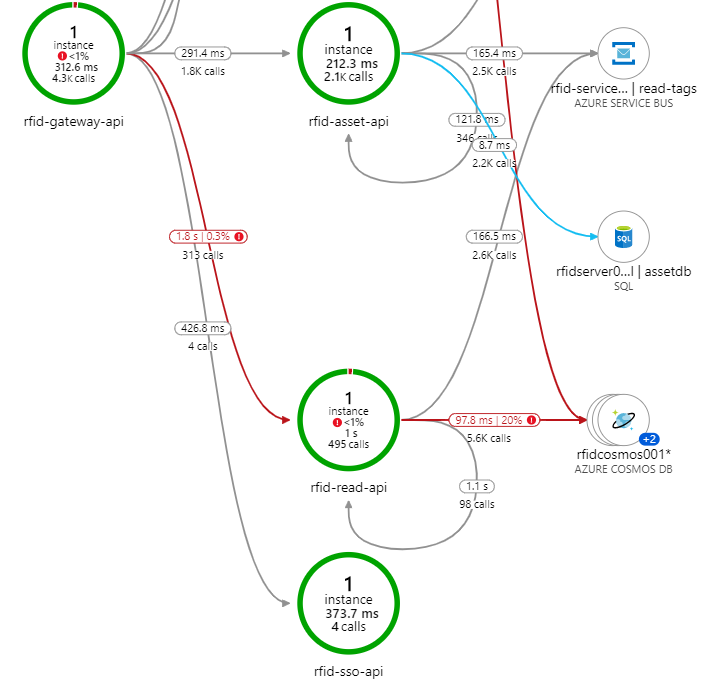 1
instance
<1%
312.6 ms
4.3K calls
rfid-gateway-api
291.4 ms
1.8K calls
1
instance
212.3 ms
2.1K calls
rfid-asset-api
165.4 ms
2.5K calls
rfid-service... | read-tags
AZURE SERVICE BUS
121.8 ms
346 calls
8.7 ms
2.2K calls
1.8 s | 0.3%
313 calls
166.5 ms
2.6K calls
SQL
rfidserver0...l | assetdb
SQL
426.8 ms
4 calls
1
instance
<1%
1 s
495 calls
rfid-read-api
97.8 ms | 20%
5.6K calls
+2
rfidcosmos001*
AZURE COSMOS DB
1.1 s
98 calls
1
instance
373.7 ms
4 calls
rfid-sso-api